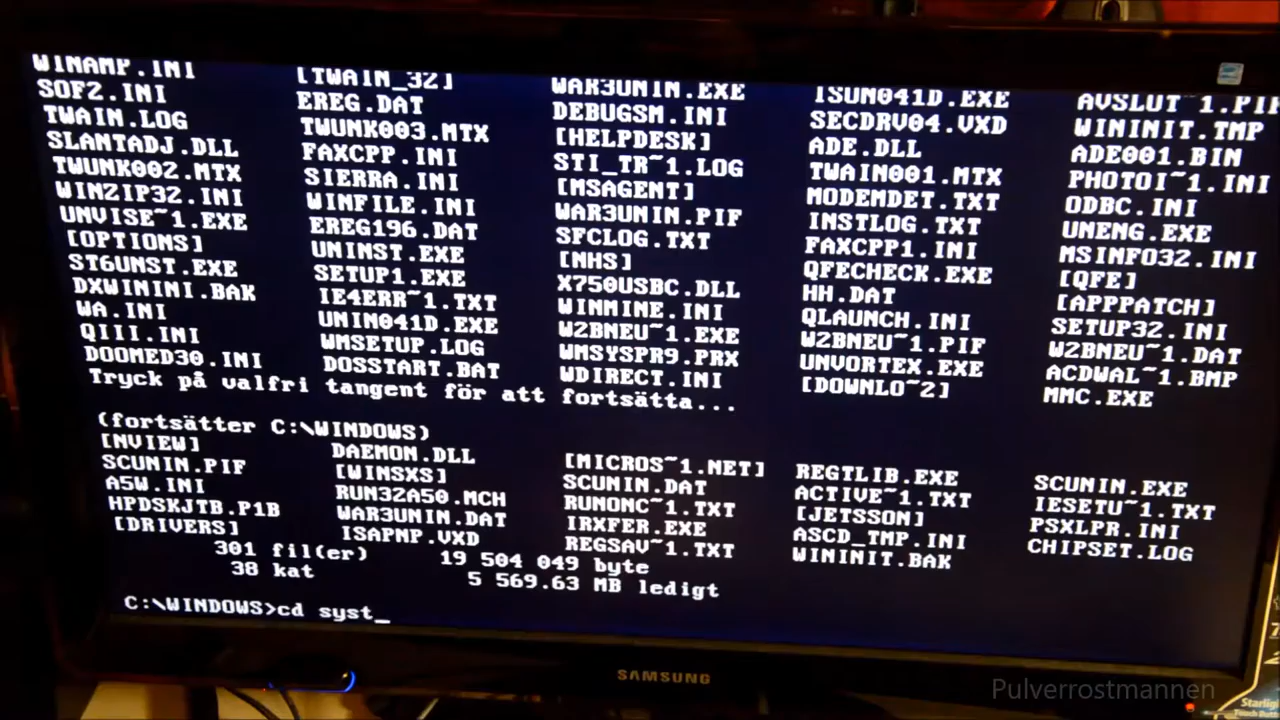 WINAMP.INI [TWAIN_32] WAR3UNIN.EXE ISUN041D.EXE AVSLUT~1.PIF
SOF2.INI EREG.DAT DEBUGSM.INI SECDRV04.VXD WININIT.TMP
TWAIN.LOG TWUNK003.MTX [HELPDESK] ADE.DLL ADE001.BIN
SLANTADJ.DLL FAXCPP.INI STI_TR~1.LOG TWAIN001.MTX PHOTOI~1.INI
TWUNK002.MTX SIERRA.INI [MSAGENT] MODEMDET.TXT ODBC.INI
WINZIP32.INI WINFILE.INI WAR3UNIN.PIF INSTLOG.TXT UNENG.EXE
UNVISE~1.EXE EREG196.DAT SFCLOG.TXT FAXCPP1.INI MSINFO32.INI
[OPTIONS] UNINST.EXE [NHS] QFECHECK.EXE [QFE]
ST6UNST.EXE SETUP1.EXE X750USBC.DLL HH.DAT [APPPATCH]
DXWININI.BAK IE4ERR~1.TXT WINMINE.INI QLAUNCH.INI SETUP32.INI
WA.INI UNIN041D.EXE W2BNEU~1.EXE W2BNEU~1.PIF W2BNEU~1.DAT
QIII.INI WMSETUP.LOG WMSYSPR9.PRX UNVORTEX.EXE ACDWAL~1.BMP
DOOMED30.INI DOSSTART.BAT WDIRECT.INI [DOWNLO~2] MMC.EXE
Tryck på valfri tangent för att fortsätta...
(fortsätter C:\WINDOWS)
[NVIEW] DAEMON.DLL [MICROS~1.NET] REGTLIB.EXE SCUNIN.EXE
SCUNIN.PIF [WINSXS] SCUNIN.DAT ACTIVE~1.TXT IESETU~1.TXT
A5W.INI RUN32A50.MCH RUNONC~1.TXT [JETSSON] PSXLPR.INI
HPDSKJTB.P1B WAR3UNIN.DAT IRXFER.EXE ASCD_TMP.INI CHIPSET.LOG
[DRIVERS] ISAPNP.VXD REGSAV~1.TXT WININIT.BAK
301 fil(er) 19 504 049 byte
38 kat 5 569.63 MB ledigt
C:\WINDOWS>cd syst_
SAMSUNG
Pulverrostmannen